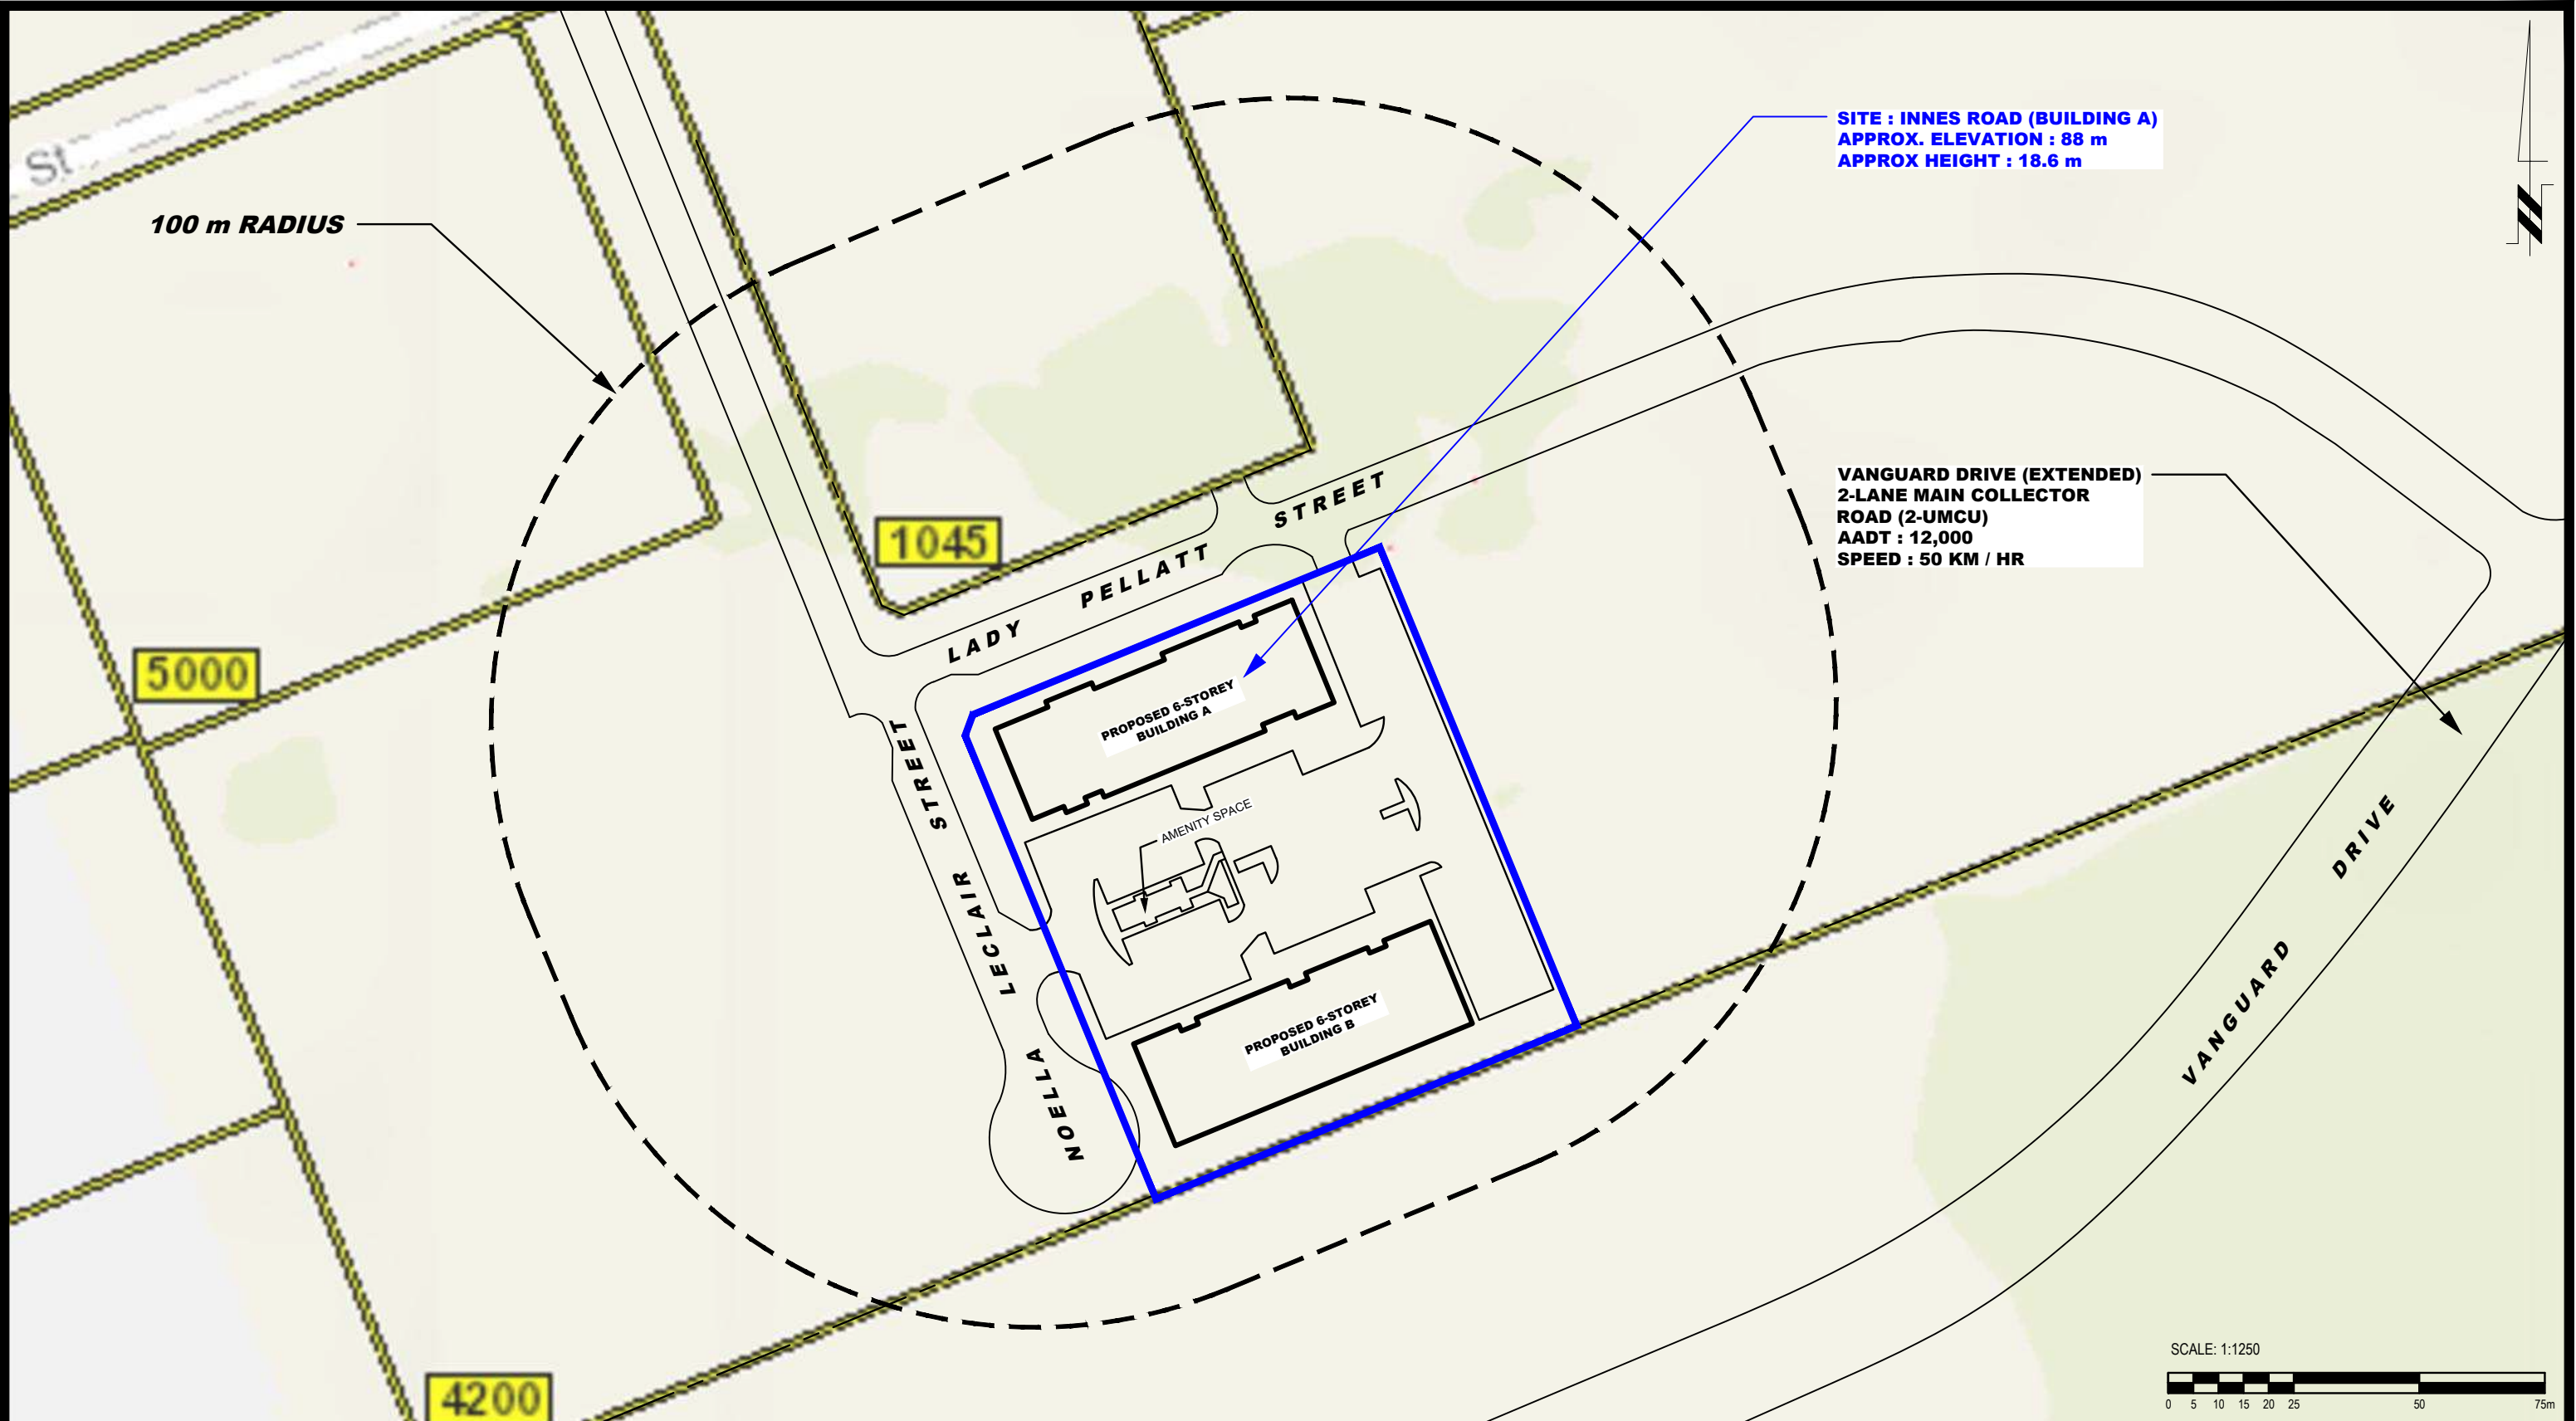 St
100 m RADIUS
SITE : INNES ROAD (BUILDING A)
APPROX. ELEVATION : 88 m
APPROX HEIGHT : 18.6 m
VANGUARD DRIVE (EXTENDED)
2-LANE MAIN COLLECTOR
ROAD (2-UMCU)
AADT : 12,000
SPEED : 50 KM / HR
1045
LADY PELLATT STREET
5000
PROPOSED 6-STOREY
BUILDING A
AMENITY SPACE
NOELLA LECLAIR STREET
PROPOSED 6-STOREY
BUILDING B
VANGUARD DRIVE
4200
SCALE: 1:1250
0 5 10 15 20 25 50 75m